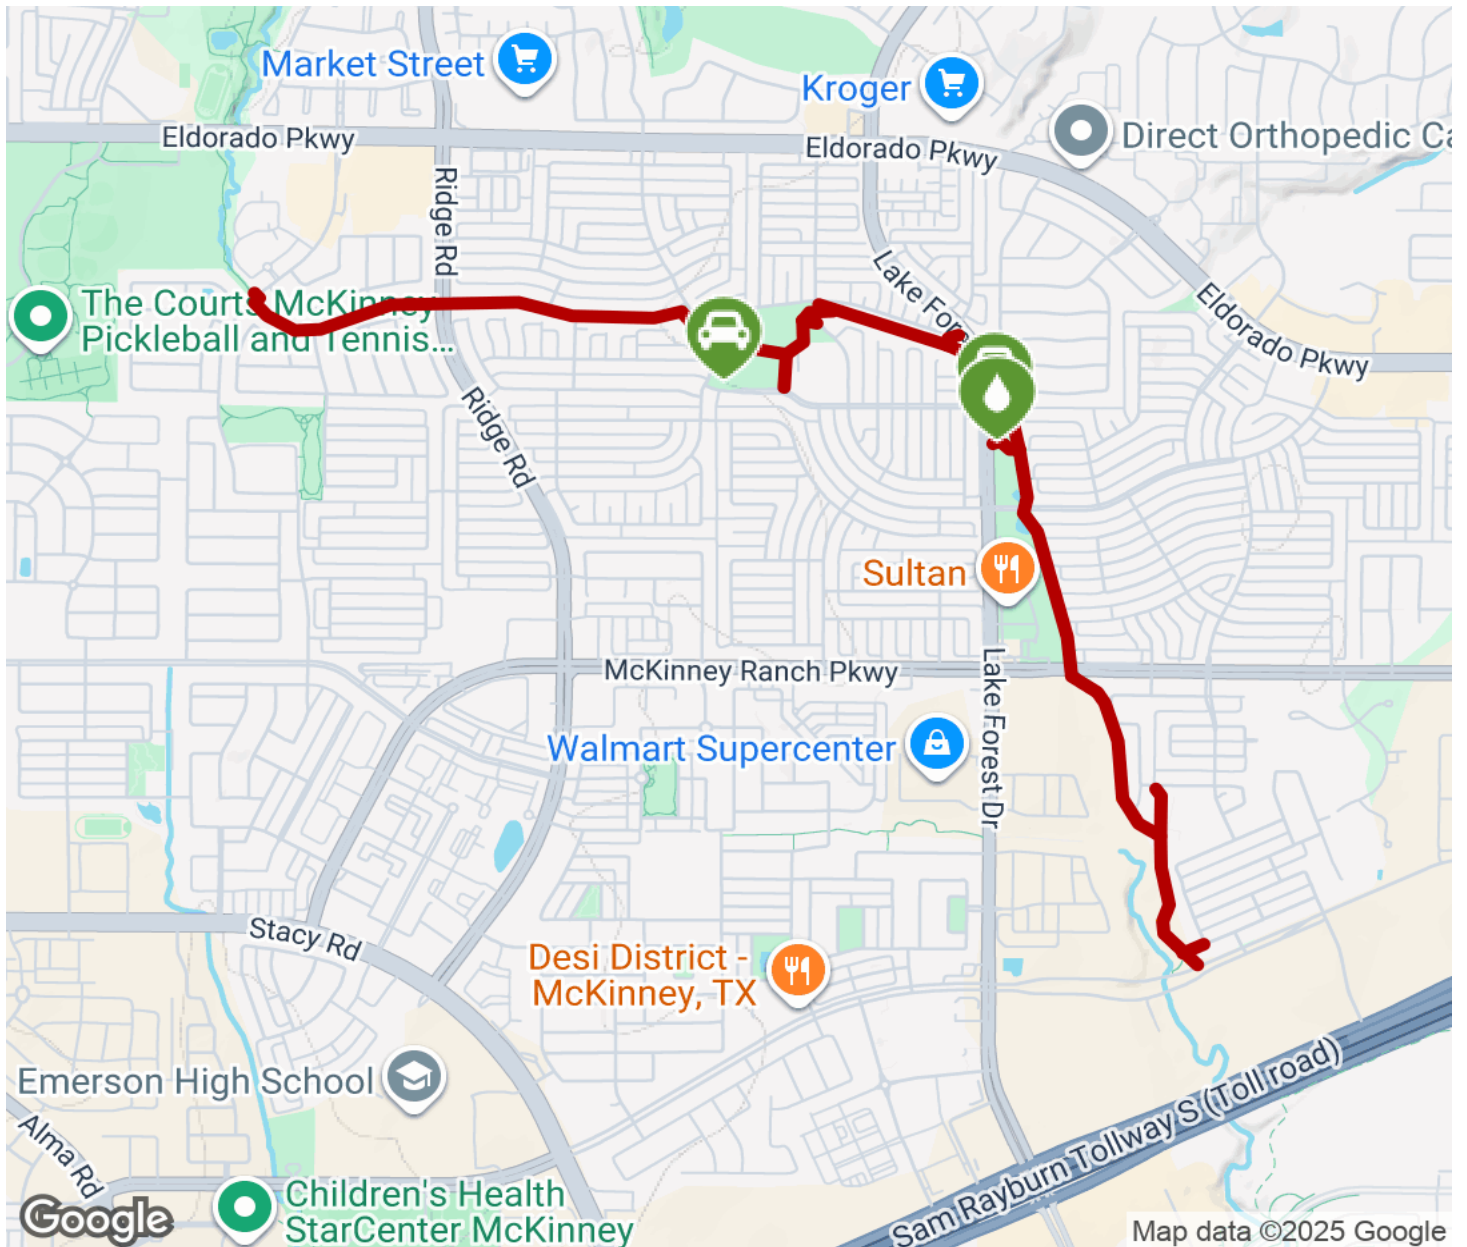 Market Street
Kroger
Eldorado Pkwy
Eldorado Pkwy
Direct Orthopedic Ca
Ridge Rd
Lake Fore
Eldorado Pkwy
The Courts McKinney
Pickleball and Tennis...
Ridge Rd
Sultan
McKinney Ranch Pkwy
Lake Forest Dr
Walmart Supercenter
Stacy Rd
Desi District -
McKinney, TX
Emerson High School
Sam Rayburn Tollway S (Toll road)
Alma Rd
Children's Health
StarCenter McKinney
Google
Map data ©2025 Google